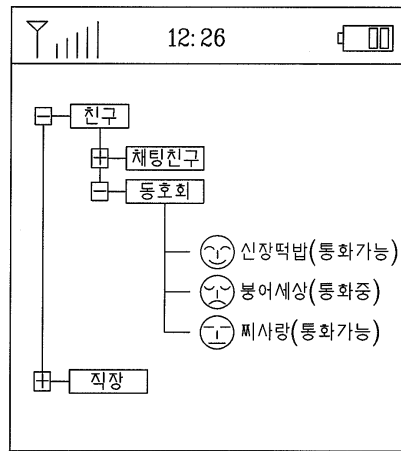 12:26
친구
채팅친구
동호회
신장떡밥(통화가능)
붕어세상(통화중)
찌사랑(통화가능)
직장